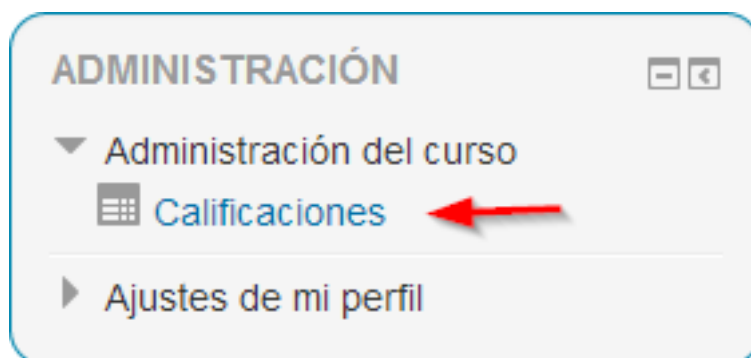 ADMINISTRACIÓN
Administración del curso
Calificaciones
Ajustes de mi perfil